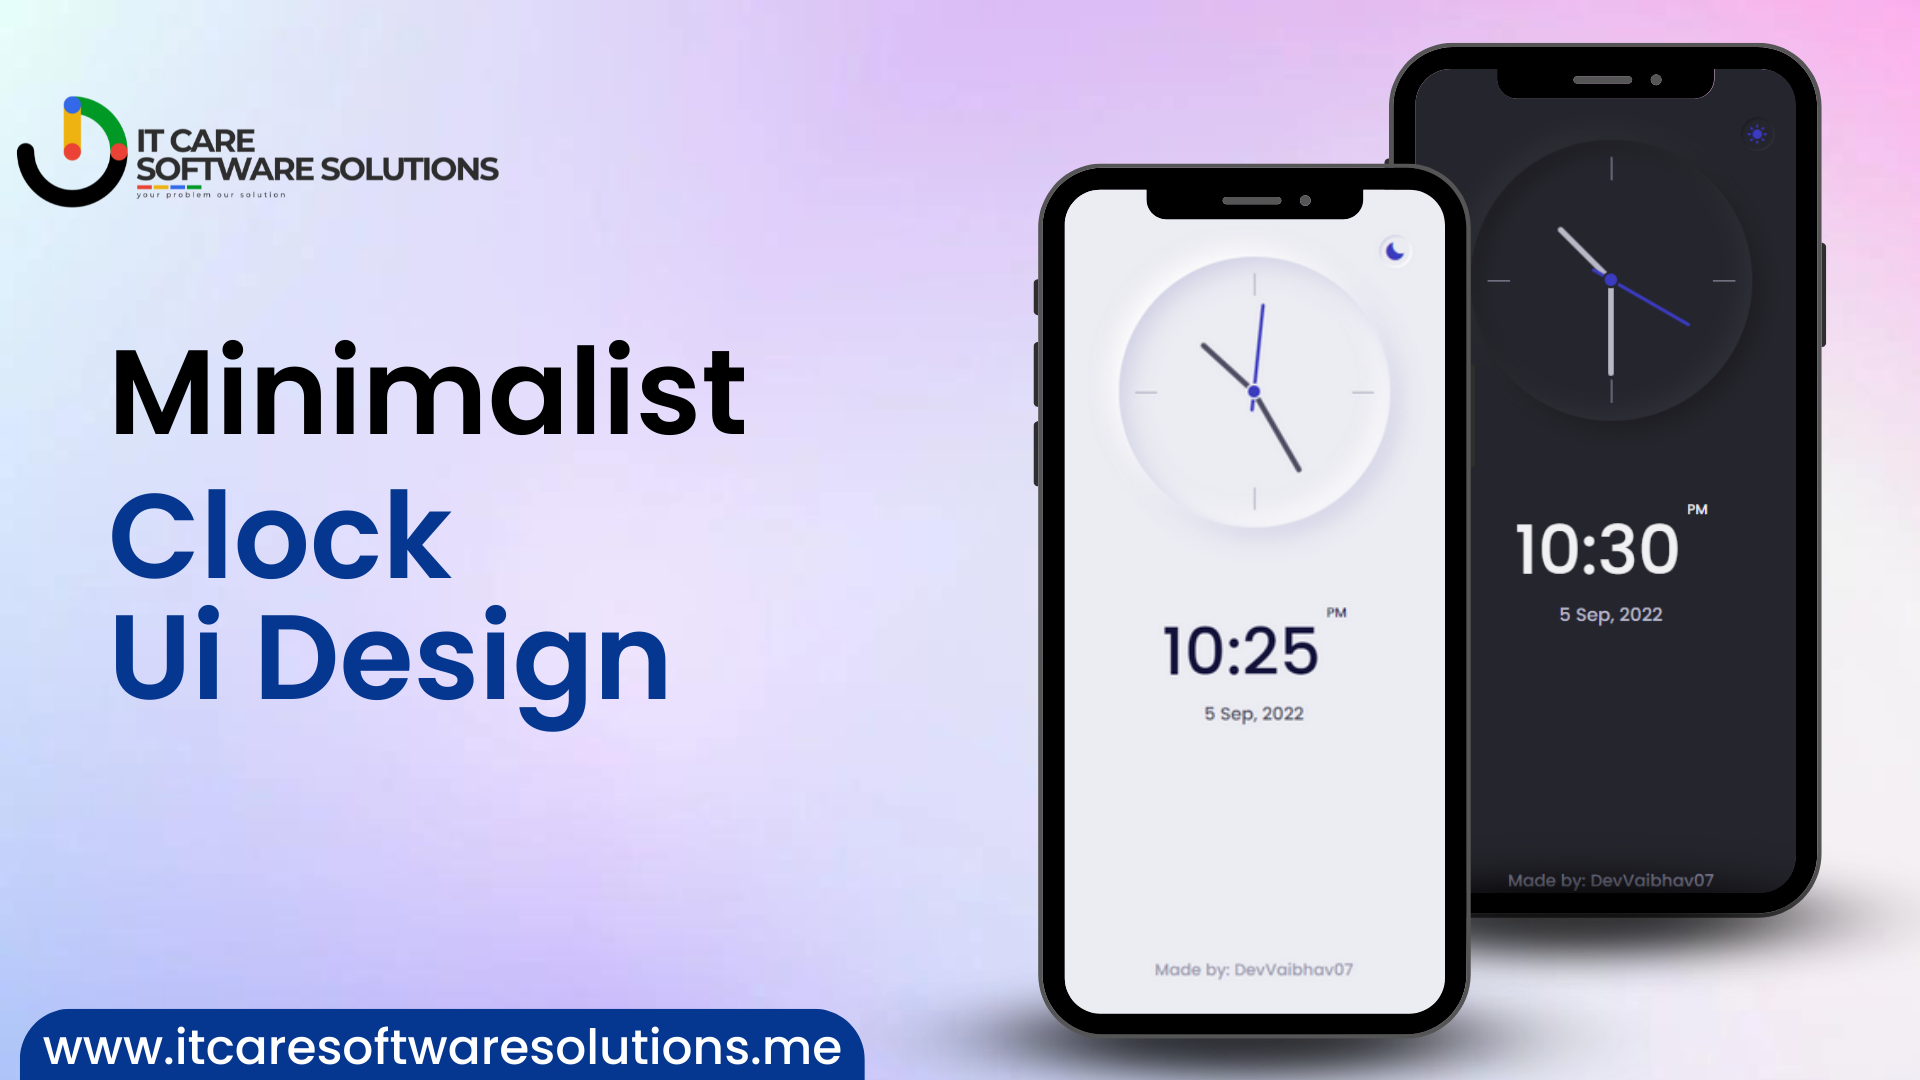 IT CARE
SOFTWARE SOLUTIONS
your problem our solution
Minimalist
Clock
Ui Design
www.itcaresoftwaresolutions.me
PM
10:25
5 Sep, 2022
Made by: DevVaibhav07
PM
10:30
5 Sep, 2022
Made by: DevVaibhav07